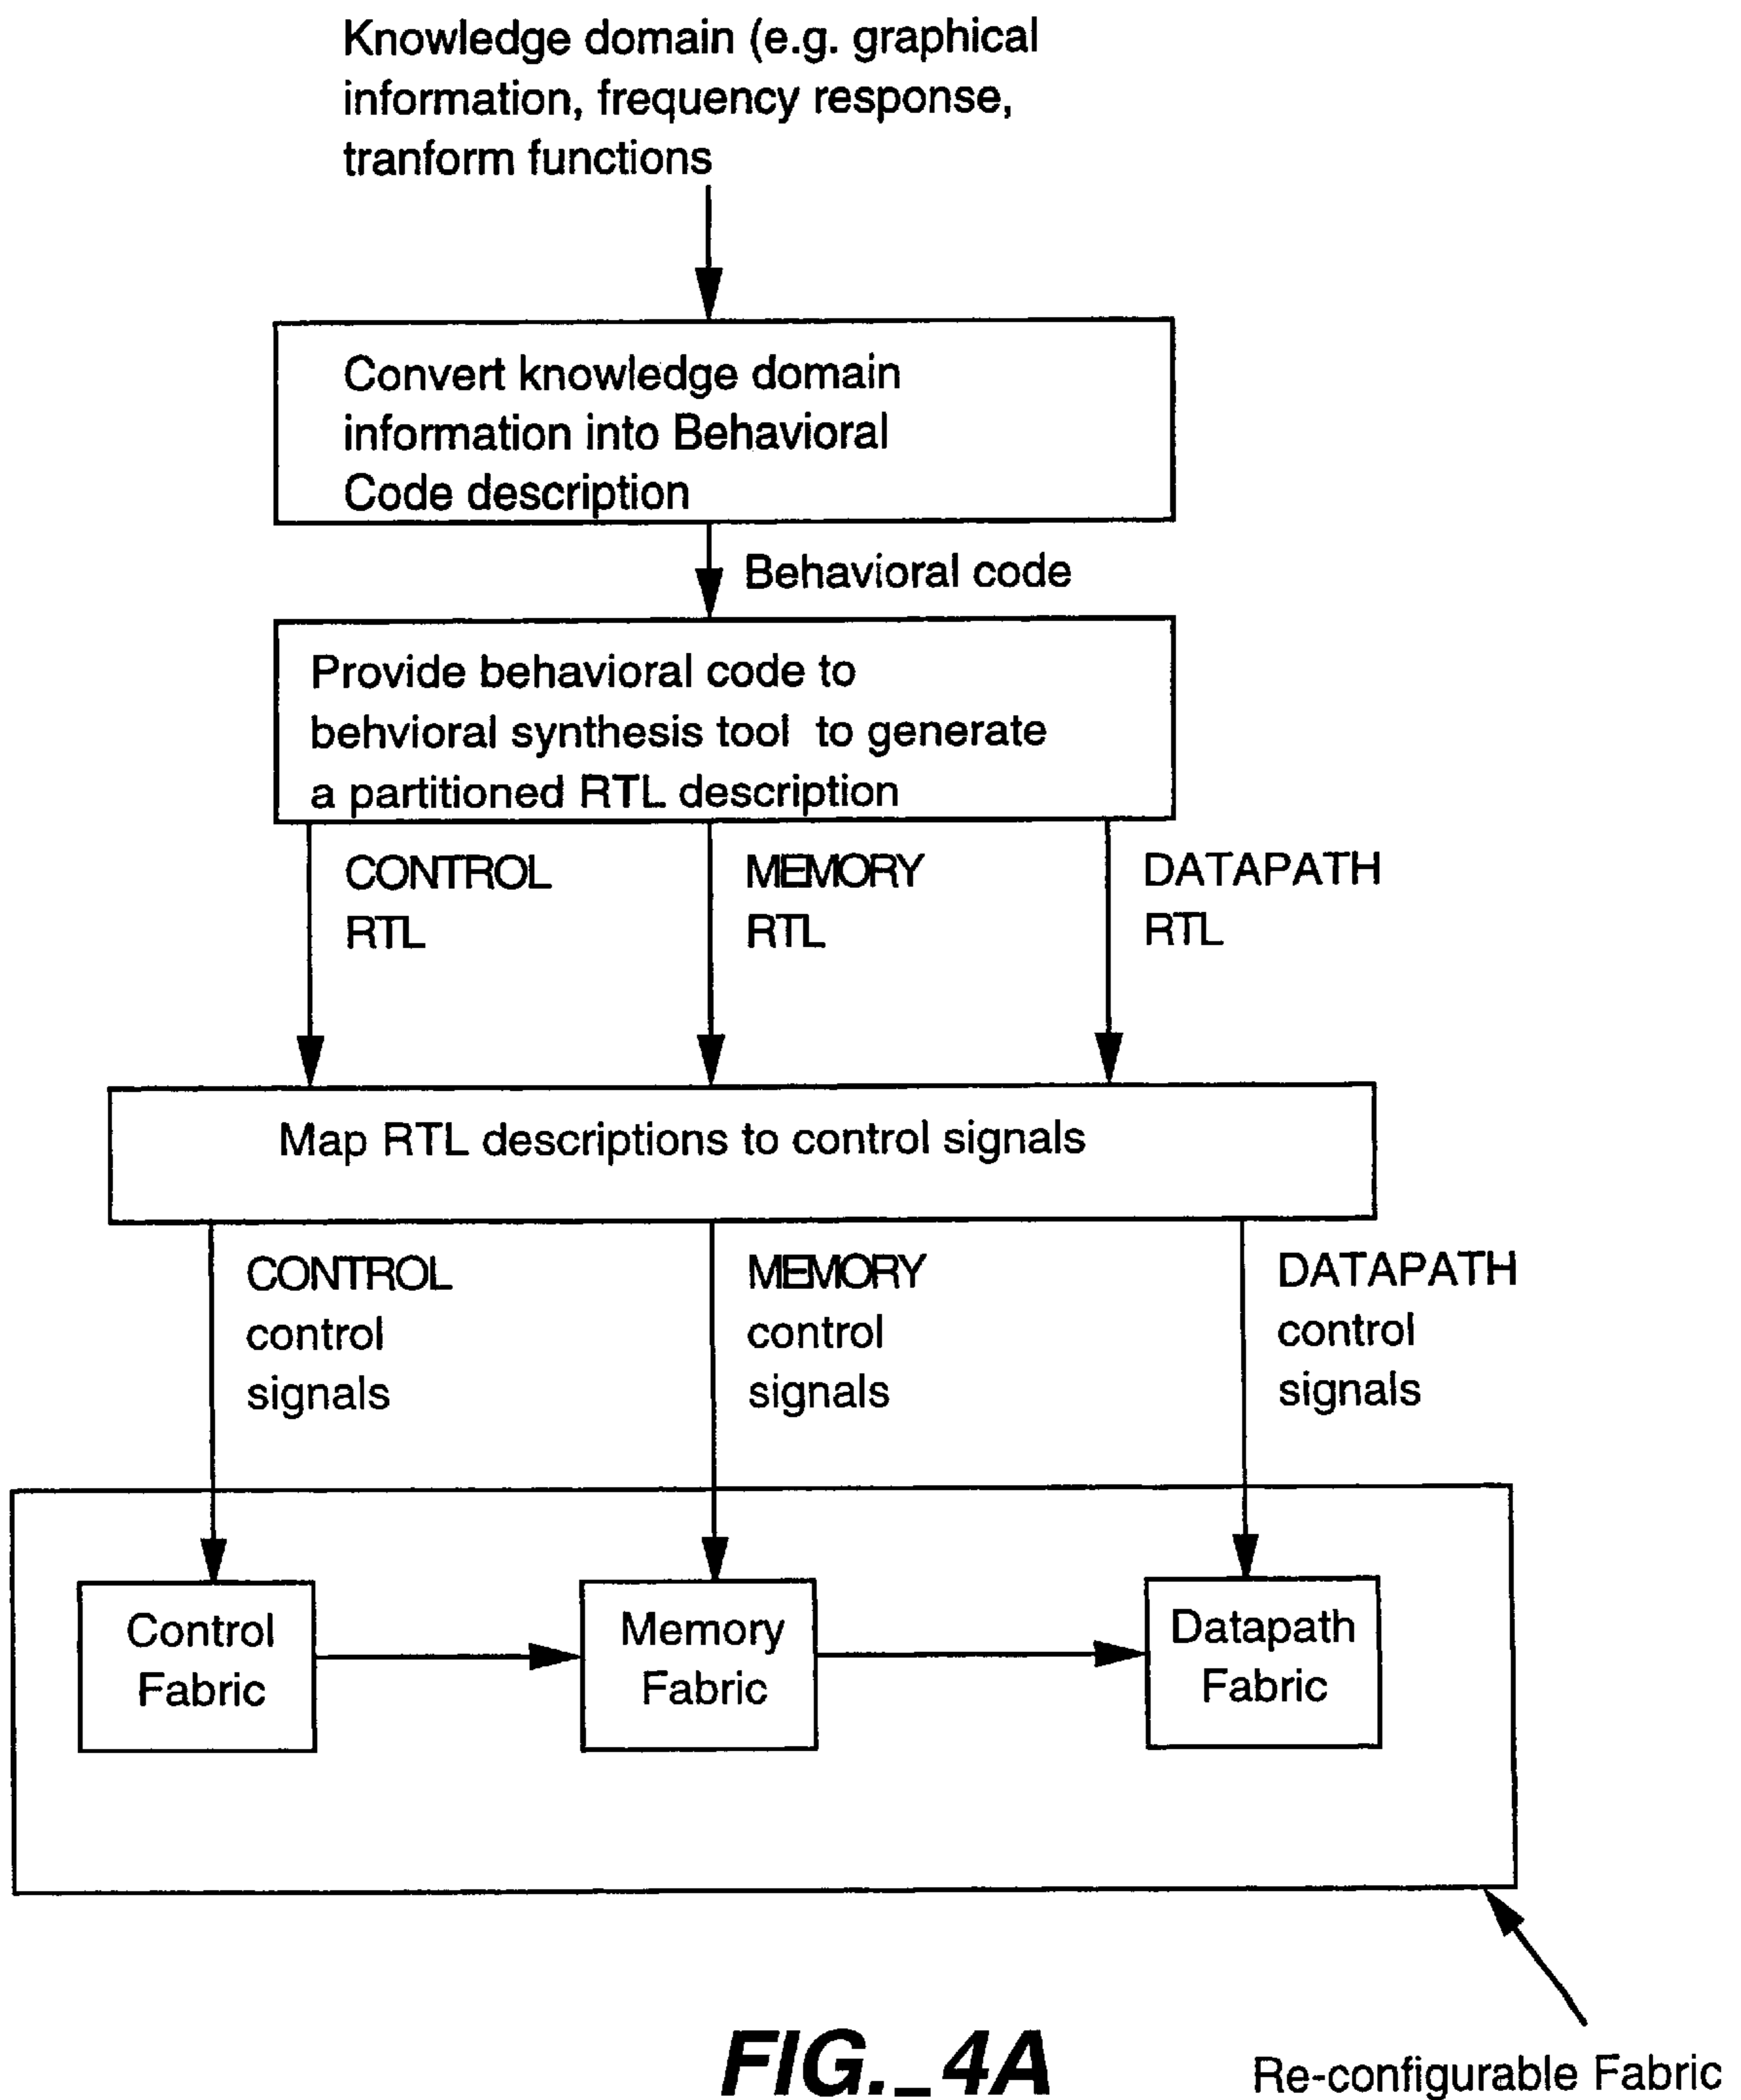 Knowledge domain (e.g. graphical
information, frequency response,
tranform functions
Convert knowledge domain
information into Behavioral
Code description
Behavioral code
Provide behavioral code to
behvioral synthesis tool to generate
a partitioned RTL description
CONTROL
RTL
MEMORY
RTL
DATAPATH
RTL
Map RTL descriptions to control signals
CONTROL
control
signals
MEMORY
control
signals
DATAPATH
control
signals
Control
Fabric
Memory
Fabric
Datapath
Fabric
FIG._4A
Re-configurable Fabric